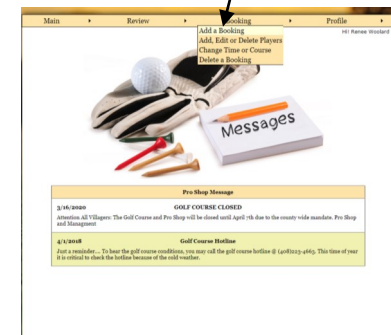 Main Review Booking Profile
Hi! Renee Woolard
Add a Booking
Add, Edit or Delete Players
Change Time or Course
Delete a Booking
Messages
Pro Shop Message
3/16/2020 GOLF COURSE CLOSED
Attention All Villagers: The Golf Course and Pro Shop will be closed until April 7th due to the county wide mandate. Pro Shop
and Managment
4/1/2018 Golf Course Hotline
Just a reminder... To hear the golf course conditions, you may call the golf course hotline @ (408)223-4663. This time of year
it is critical to check the hotline because of the cold weather.